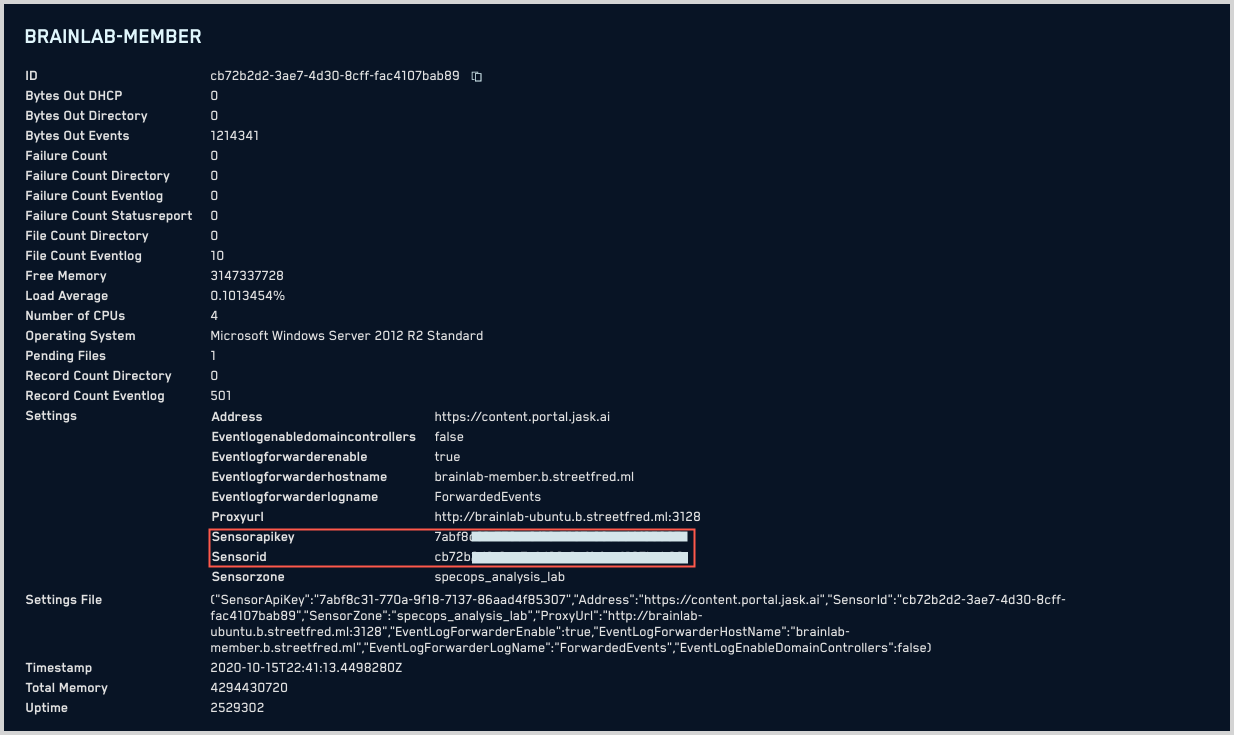 BRAINLAB-MEMBER
ID cb72b2d2-3ae7-4d30-8cff-fac4107bab89
Bytes Out DHCP 0
Bytes Out Directory 0
Bytes Out Events 1214341
Failure Count 0
Failure Count Directory 0
Failure Count Eventlog 0
Failure Count Statusreport 0
File Count Directory 0
File Count Eventlog 10
Free Memory 3147337728
Load Average 0.1013454%
Number of CPUs 4
Operating System Microsoft Windows Server 2012 R2 Standard
Pending Files 1
Record Count Directory 0
Record Count Eventlog 501
Settings Address https://content.portal.jask.ai
Eventlogenabledomaincontrollers false
Eventlogforwarderenable true
Eventlogforwarderhostname brainlab-member.b.streetfred.ml
Eventlogforwarderlogname ForwardedEvents
Proxyurl http://brainlab-ubuntu.b.streetfred.ml:3128
Sensorapikey 7abf8
Sensorid cb72b
Sensorzone specops_analysis_lab
Settings File {"SensorApiKey":"7abf8c31-770a-9f18-7137-86aad4f85307","Address":"https://content.portal.jask.ai","SensorId":"cb72b2d2-3ae7-4d30-8cff-
fac4107bab89","SensorZone":"specops_analysis_lab","ProxyUrl":"http://brainlab-
ubuntu.b.streetfred.ml:3128","EventLogForwarderEnable":true,"EventLogForwarderHostName":"brainlab-
member.b.streetfred.ml","EventLogForwarderLogName":"ForwardedEvents","EventLogEnableDomainControllers":false}
Timestamp 2020-10-15T22:41:13.4498280Z
Total Memory 4294430720
Uptime 2529302